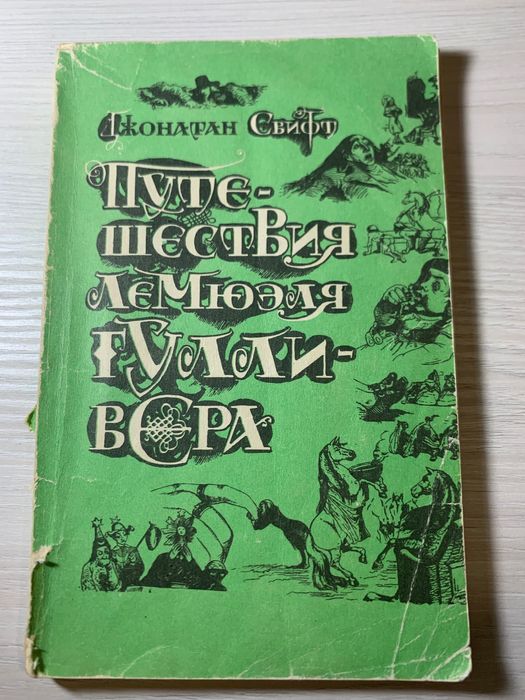 Джонатан Свифт
Путе-
шествия
Лемюэля
Гулли-
вера